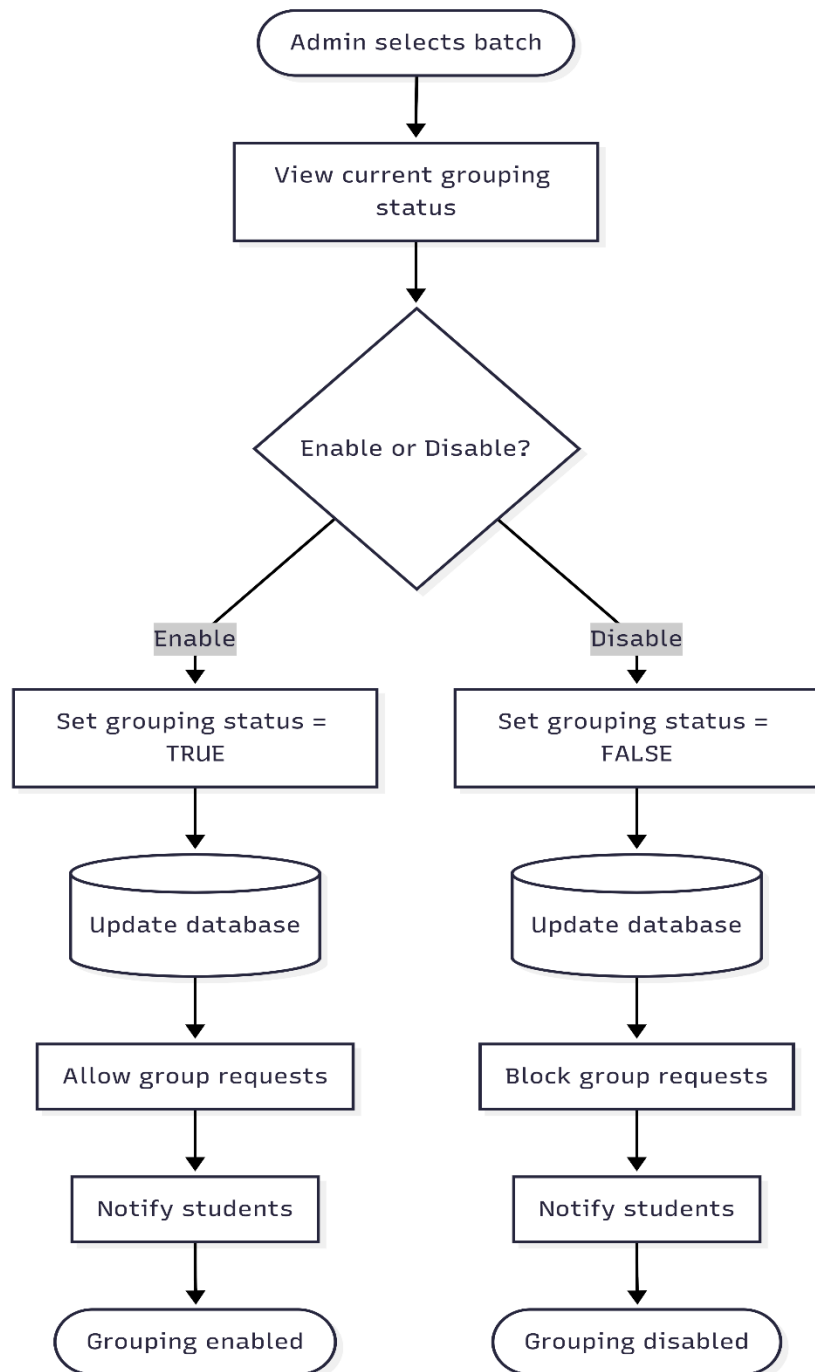 Admin selects batch
View current grouping
status
Enable or Disable?
Enable
Disable
Set grouping status =
TRUE
Set grouping status =
FALSE
Update database
Update database
Allow group requests
Block group requests
Notify students
Notify students
Grouping enabled
Grouping disabled